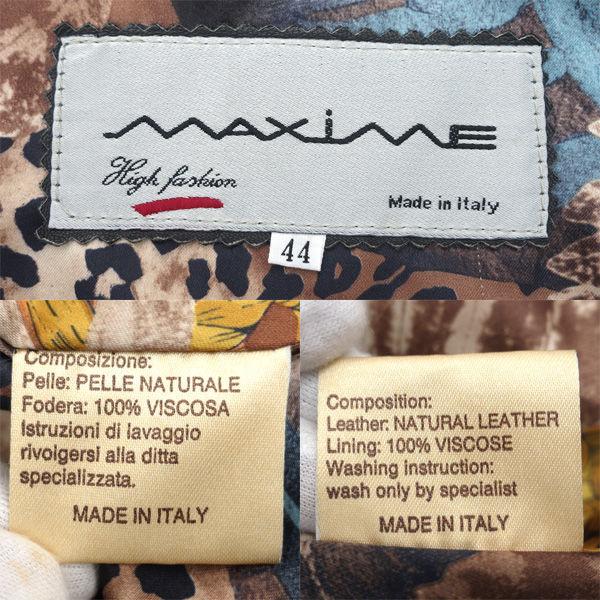 MAXiME
High fashion
Made in Italy
44
Composizione:
Pelle: PELLE NATURALE
Fodera: 100% VISCOSA
Istruzioni di lavaggio
rivolgersi alla ditta
specializzata.
MADE IN ITALY
Composition:
Leather: NATURAL LEATHER
Lining: 100% VISCOSE
Washing instruction:
wash only by specialist
MADE IN ITALY